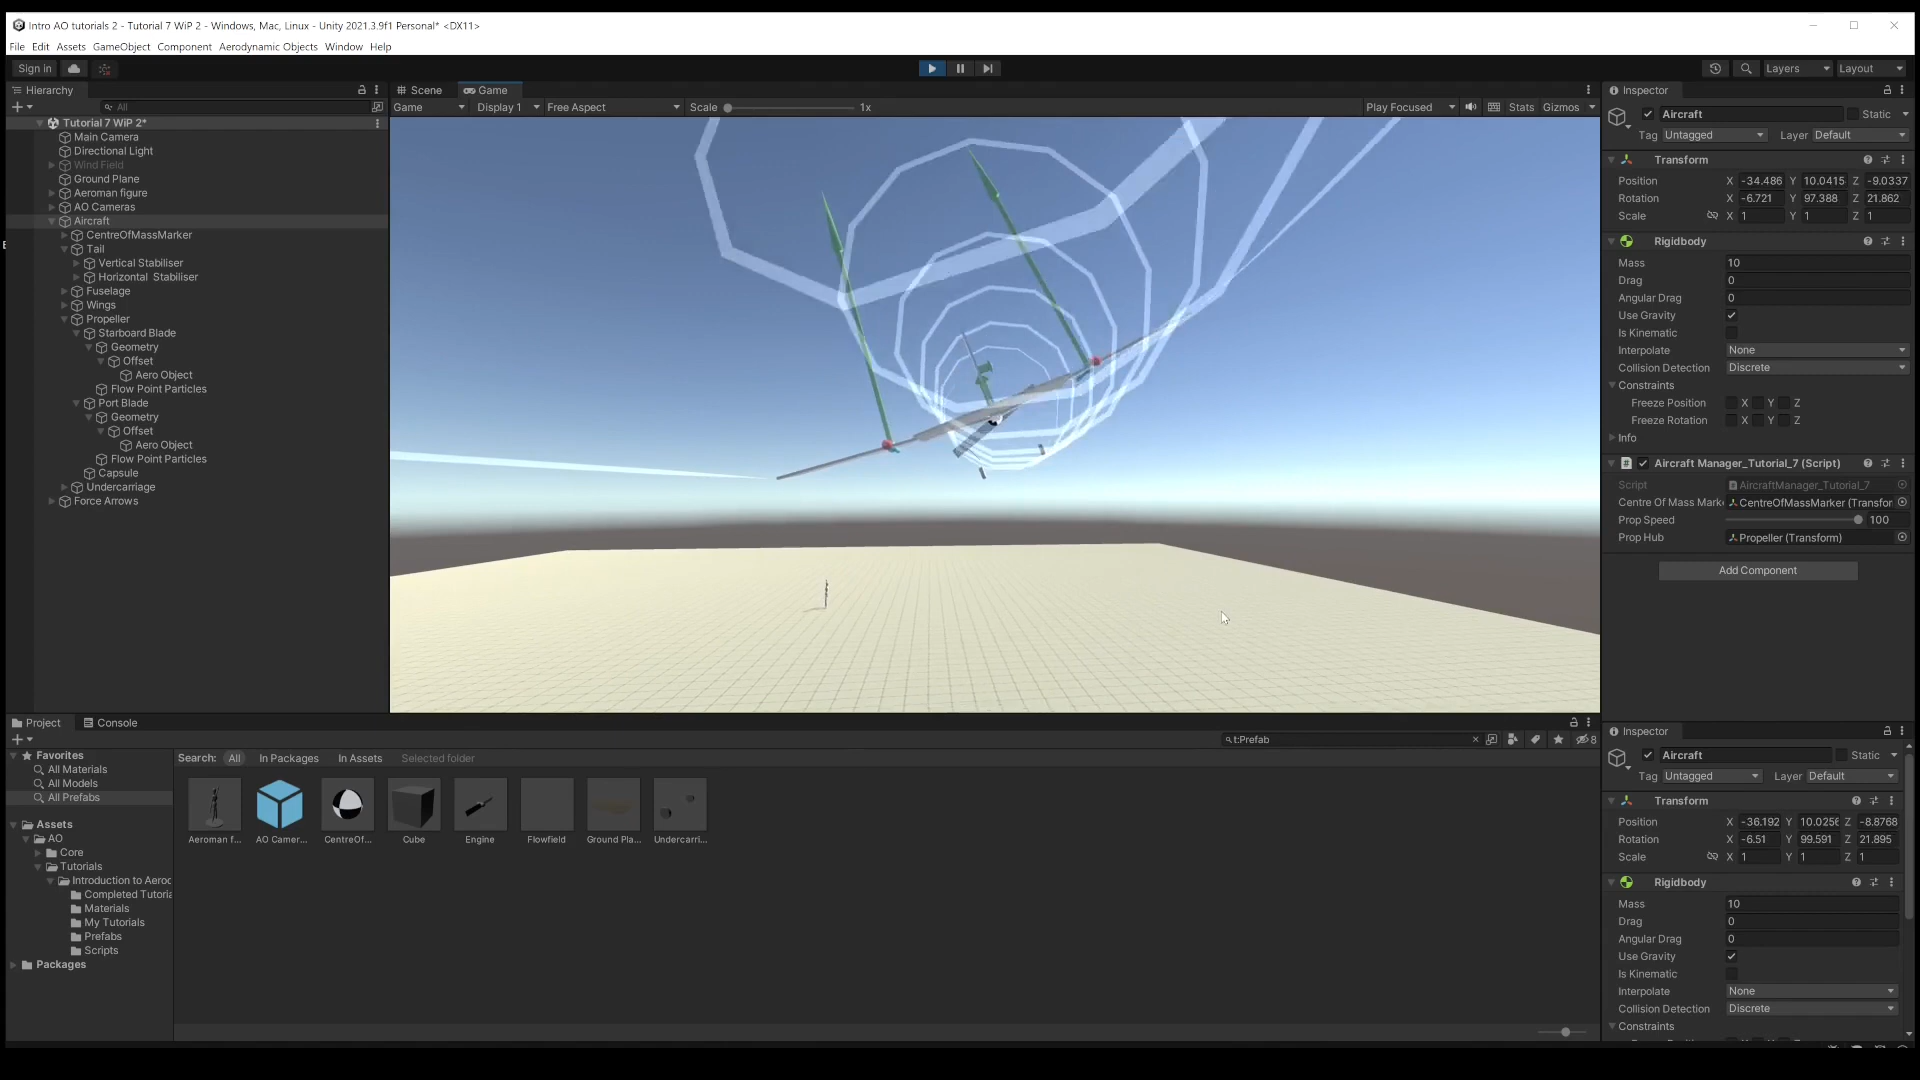 Intro AO tutorials 2 - Tutorial 7 WiP 2 - Windows, Mac, Linux - Unity 2021.3.9f1 Personal* <DX11>
File Edit Assets GameObject Component Aerodynamic Objects Window Help
Sign in
Layers
Layout
Hierarchy
All
Tutorial 7 WiP 2*
Main Camera
Directional Light
Wind Field
Ground Plane
Aeroman figure
AO Cameras
Aircraft
CentreOfMassMarker
Tail
Vertical Stabiliser
Horizontal Stabiliser
Fuselage
Wings
Propeller
Starboard Blade
Geometry
Offset
Aero Object
Flow Point Particles
Port Blade
Geometry
Offset
Aero Object
Flow Point Particles
Capsule
Undercarriage
Force Arrows
Scene
Game
Game Display 1 Free Aspect Scale 1x Play Focused Stats Gizmos
Inspector
Aircraft Static
Tag Untagged Layer Default
Transform
Position X -34.486 Y 10.0415 Z -9.0337
Rotation X -6.721 Y 97.388 Z 21.862
Scale X 1 Y 1 Z 1
Rigidbody
Mass 10
Drag 0
Angular Drag 0
Use Gravity
Is Kinematic
Interpolate None
Collision Detection Discrete
Constraints
Freeze Position X Y Z
Freeze Rotation X Y Z
Info
Aircraft Manager_Tutorial_7 (Script)
Script AircraftManager_Tutorial_7
Centre Of Mass Mark CentreOfMassMarker (Transfor
Prop Speed 100
Prop Hub Propeller (Transform)
Add Component
Project
Console
t:Prefab
8
Favorites
All Materials
All Models
All Prefabs
Assets
AO
Core
Tutorials
Introduction to Aeroc
Completed Tutoria
Materials
My Tutorials
Prefabs
Scripts
Packages
Search: All In Packages In Assets Selected folder
Aeroman f...
AO Camer...
CentreOf...
Cube
Engine
Flowfield
Ground Pla...
Undercarri...
Inspector
Aircraft Static
Tag Untagged Layer Default
Transform
Position X -36.192 Y 10.0256 Z -8.8768
Rotation X -6.51 Y 99.591 Z 21.895
Scale X 1 Y 1 Z 1
Rigidbody
Mass 10
Drag 0
Angular Drag 0
Use Gravity
Is Kinematic
Interpolate None
Collision Detection Discrete
Constraints